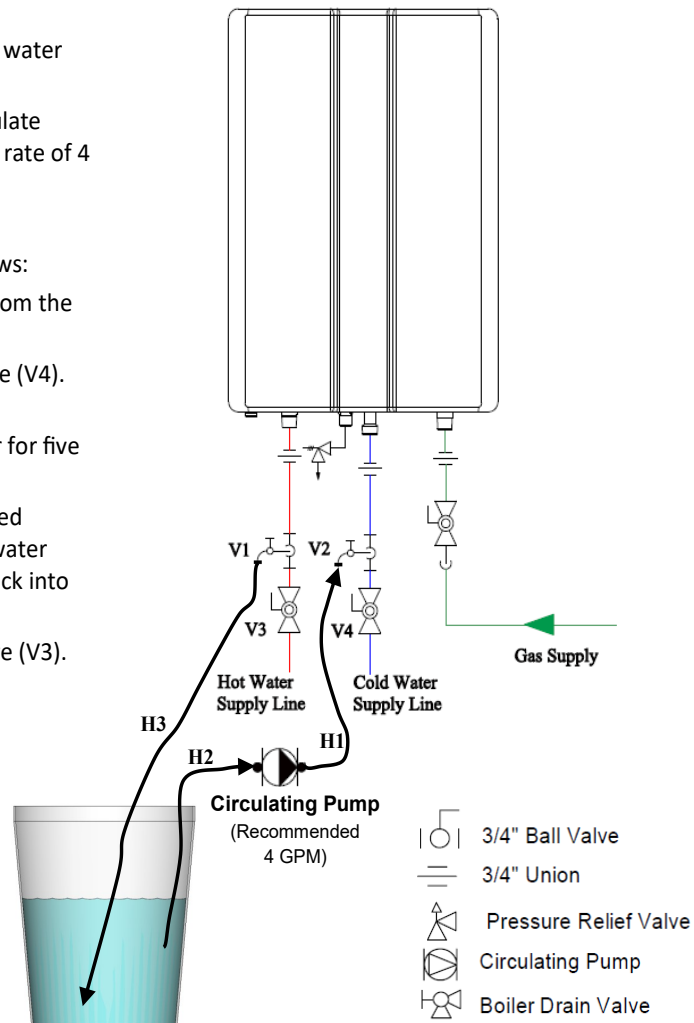 water
ulate
rate of 4
ws:
om the
e (V4).
r for five
ed
water
ck into
e (V3).
V1
V2
V3
V4
Gas Supply
Hot Water
Supply Line
Cold Water
Supply Line
H3
H2
H1
Circulating Pump
(Recommended
4 GPM)
3/4" Ball Valve
3/4" Union
Pressure Relief Valve
Circulating Pump
Boiler Drain Valve